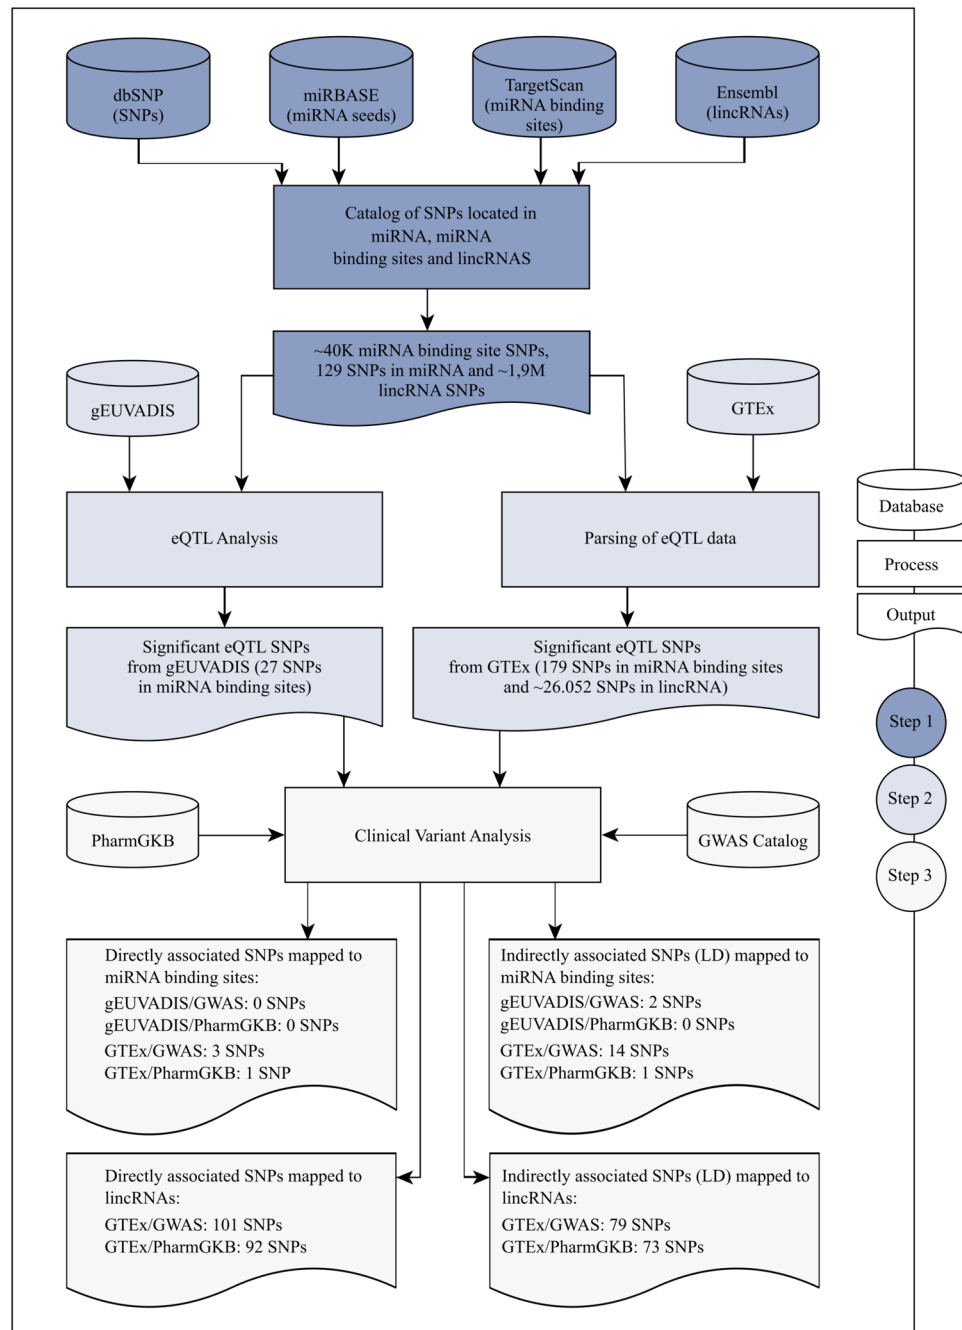 dbSNP
(SNPs)
miRBASE
(miRNA seeds)
TargetScan
(miRNA binding
sites)
Ensembl
(lincRNAs)
Catalog of SNPs located in
miRNA, miRNA
binding sites and lincRNAS
~40K miRNA binding site SNPs,
129 SNPs in miRNA and ~1,9M
lincRNA SNPs
gEUVADIS
GTEx
eQTL Analysis
Parsing of eQTL data
Database
Process
Output
Significant eQTL SNPs
from gEUVADIS (27 SNPs
in miRNA binding sites)
Significant eQTL SNPs
from GTEx (179 SNPs in miRNA binding sites
and ~26.052 SNPs in lincRNA)
Step 1
Step 2
Step 3
PharmGKB
Clinical Variant Analysis
GWAS Catalog
Directly associated SNPs mapped to
miRNA binding sites:
gEUVADIS/GWAS: 0 SNPs
gEUVADIS/PharmGKB: 0 SNPs
GTEx/GWAS: 3 SNPs
GTEx/PharmGKB: 1 SNP
Indirectly associated SNPs (LD) mapped to
miRNA binding sites:
gEUVADIS/GWAS: 2 SNPs
gEUVADIS/PharmGKB: 0 SNPs
GTEx/GWAS: 14 SNPs
GTEx/PharmGKB: 1 SNPs
Directly associated SNPs mapped to
lincRNAs:
GTEx/GWAS: 101 SNPs
GTEx/PharmGKB: 92 SNPs
Indirectly associated SNPs (LD) mapped to
lincRNAs:
GTEx/GWAS: 79 SNPs
GTEx/PharmGKB: 73 SNPs